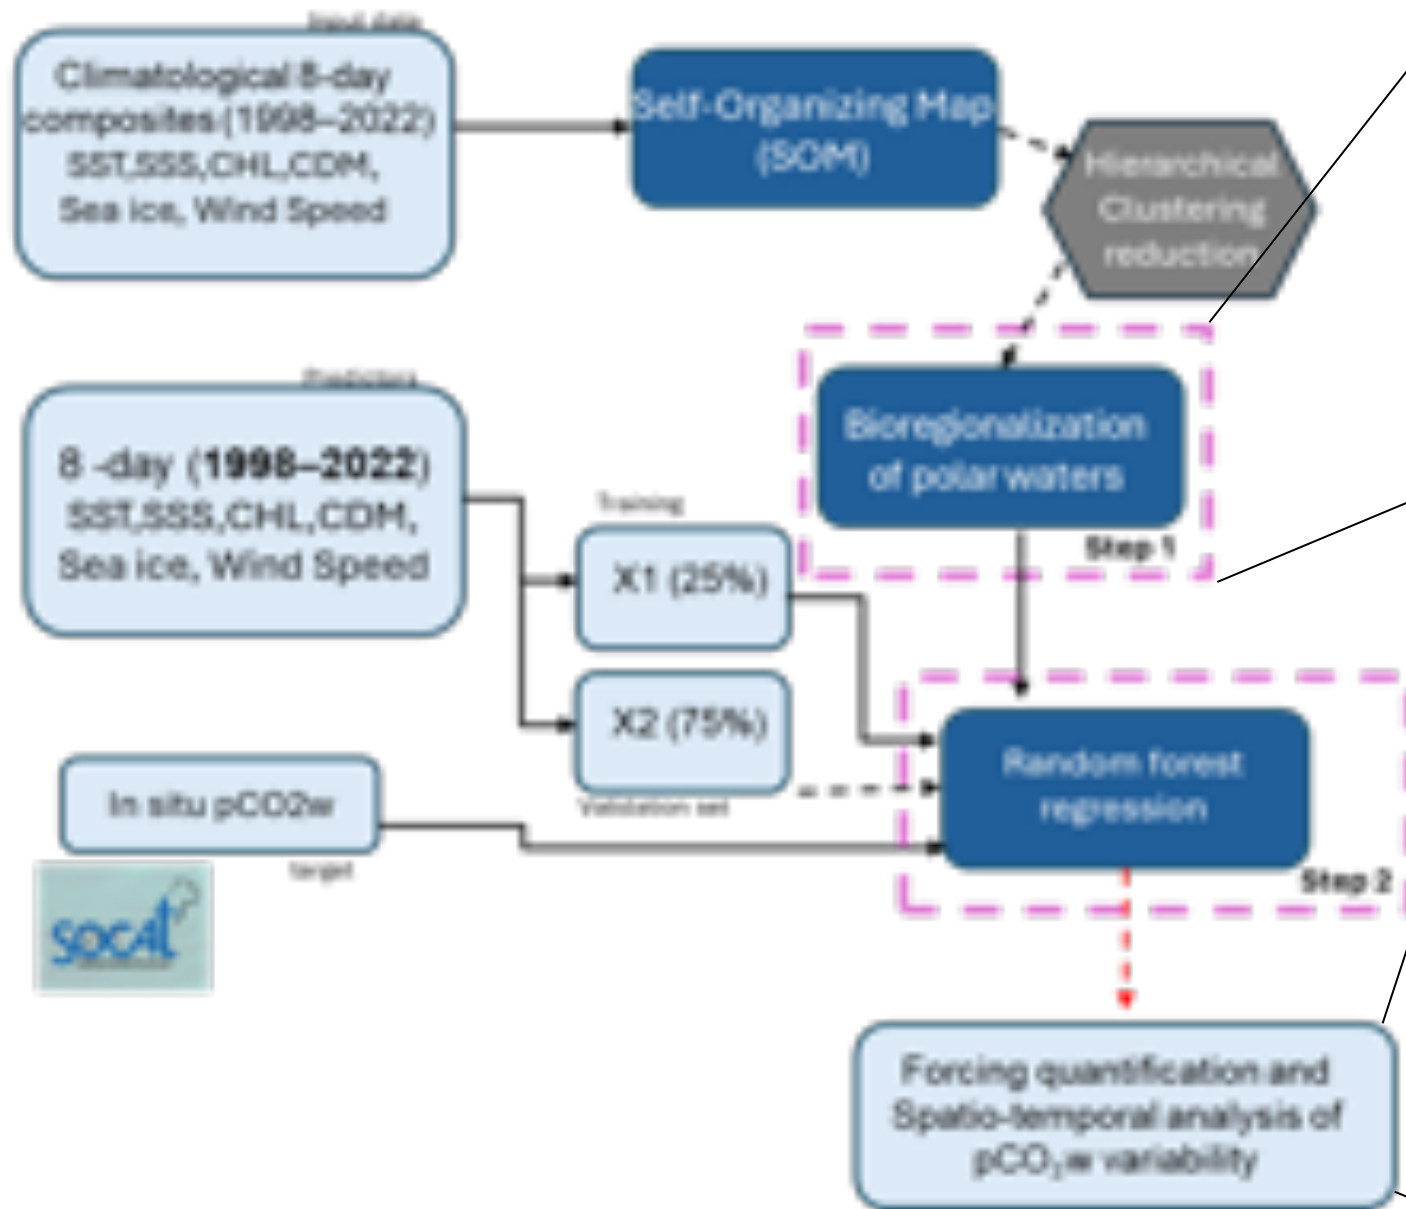 Input data
Climatological 8-day
composites (1998–2022)
SST,SSS,CHL,CDM,
Sea ice, Wind Speed
Self-Organizing Map
(SOM)
Hierarchical
Clustering
reduction
Predictors
8 -day (1998–2022)
SST,SSS,CHL,CDM,
Sea ice, Wind Speed
Bioregionalization
of polar waters
Step 1
Training
X1 (25%)
X2 (75%)
Validation set
In situ pCO2w
target
SOCAT
Random forest
regression
Step 2
Forcing quantification and
Spatio-temporal analysis of
pCO₂w variability